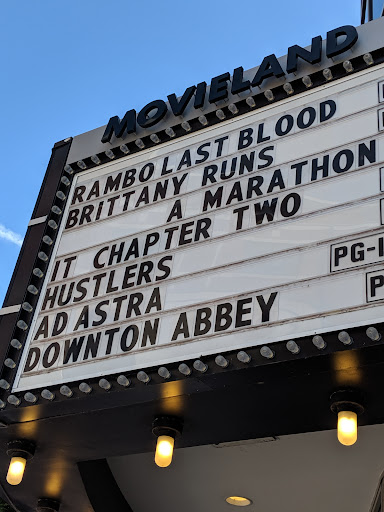 MOVIELAND
RAMBO LAST BLOOD
BRITTANY RUNS
A MARATHON
IT CHAPTER TWO
HUSTLERS
AD ASTRA
DOWNTON ABBEY